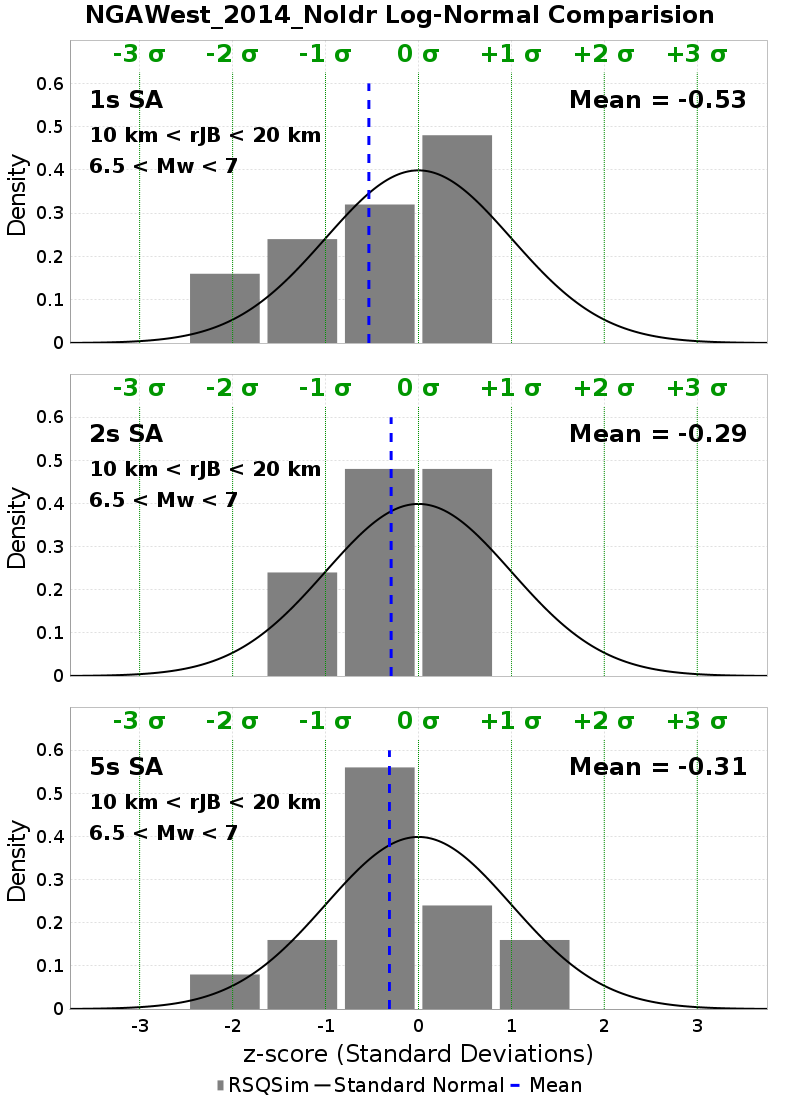 NGAWest_2014_NoIdr Log-Normal Comparision
-3 σ -2 σ -1 σ 0 σ +1 σ +2 σ +3 σ
1s SA Mean = -0.53
10 km < rJB < 20 km
6.5 < Mw < 7
0.6
0.5
0.4
0.3
0.2
0.1
0
Density
-3 σ -2 σ -1 σ 0 σ +1 σ +2 σ +3 σ
2s SA Mean = -0.29
10 km < rJB < 20 km
6.5 < Mw < 7
0.6
0.5
0.4
0.3
0.2
0.1
0
Density
-3 σ -2 σ -1 σ 0 σ +1 σ +2 σ +3 σ
5s SA Mean = -0.31
10 km < rJB < 20 km
6.5 < Mw < 7
0.6
0.5
0.4
0.3
0.2
0.1
0
Density
-3 -2 -1 0 1 2 3
z-score (Standard Deviations)
RSQSim Standard Normal Mean